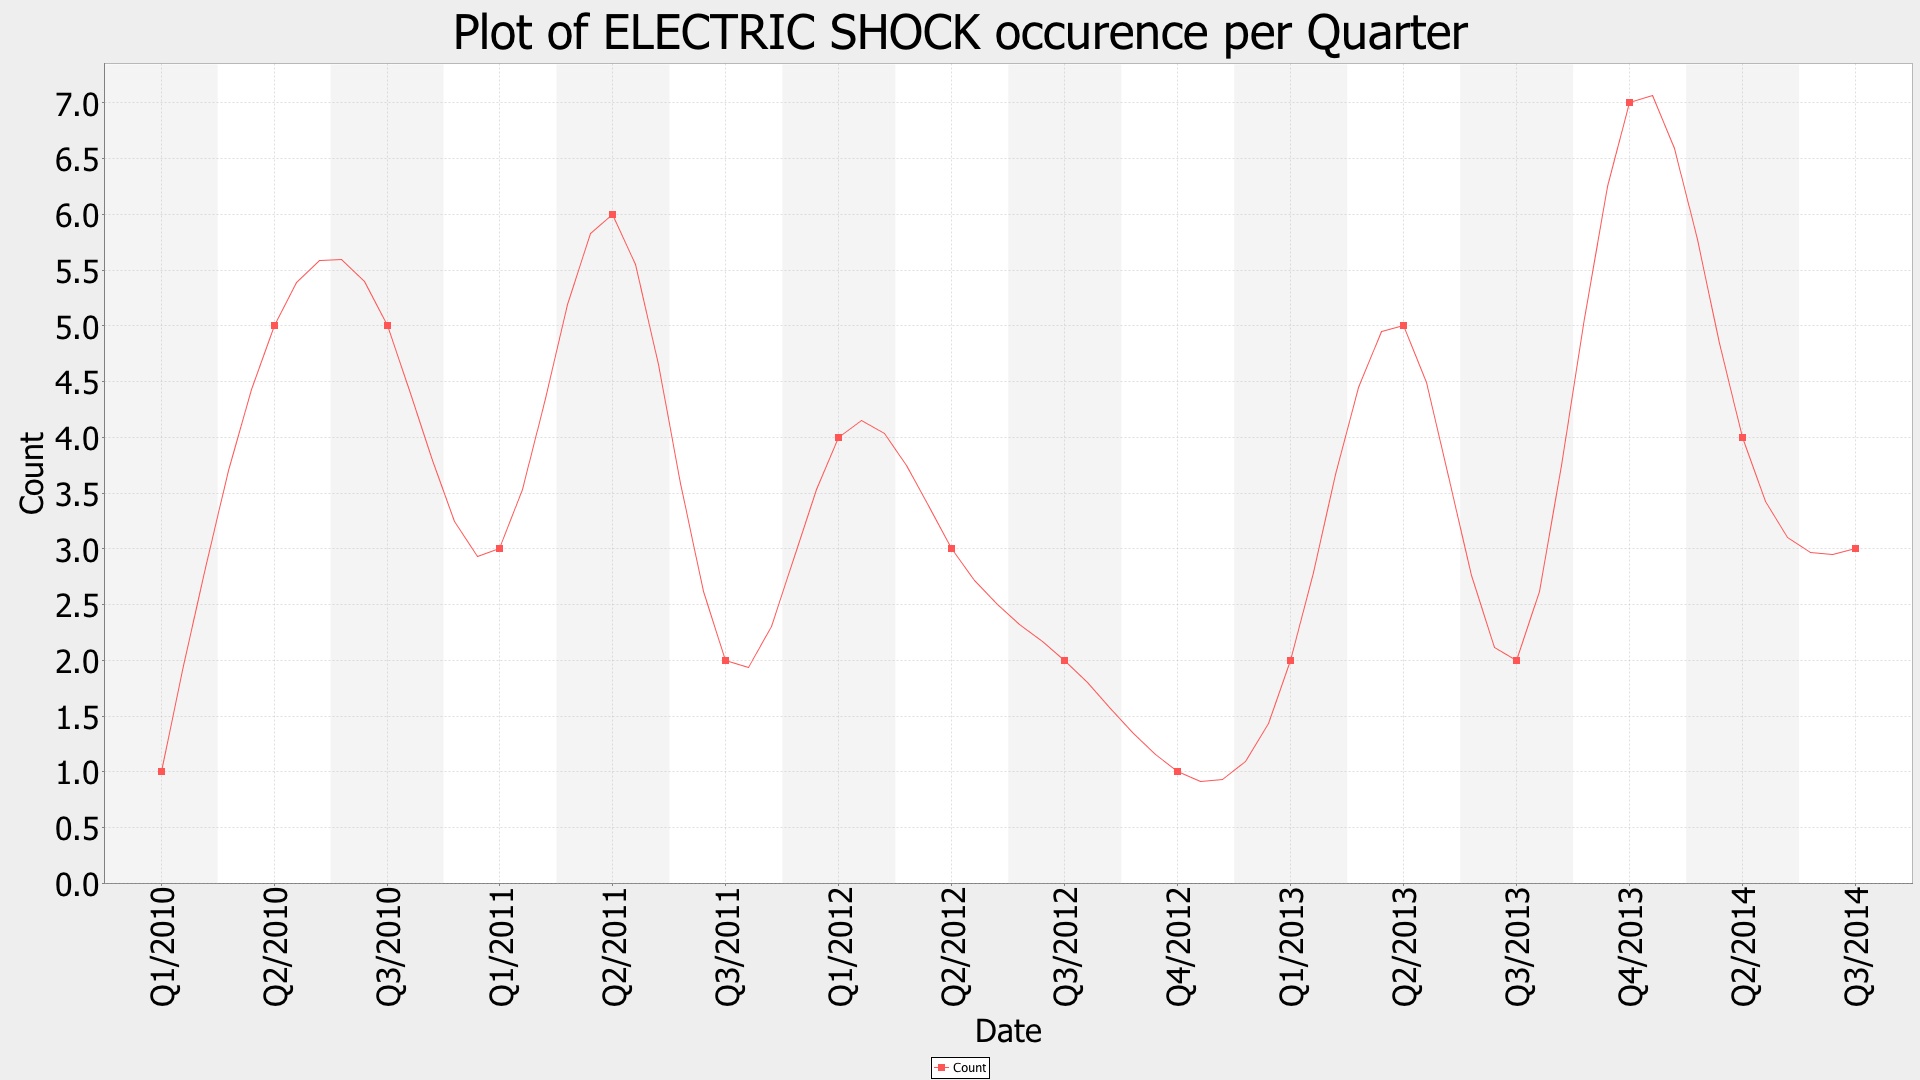 Plot of ELECTRIC SHOCK occurence per Quarter
7.0
6.5
6.0
5.5
5.0
4.5
4.0
3.5
3.0
2.5
2.0
1.5
1.0
0.5
0.0
Count
Q1/2010
Q2/2010
Q3/2010
Q1/2011
Q2/2011
Q3/2011
Q1/2012
Q2/2012
Q3/2012
Q4/2012
Q1/2013
Q2/2013
Q3/2013
Q4/2013
Q2/2014
Q3/2014
Date
Count